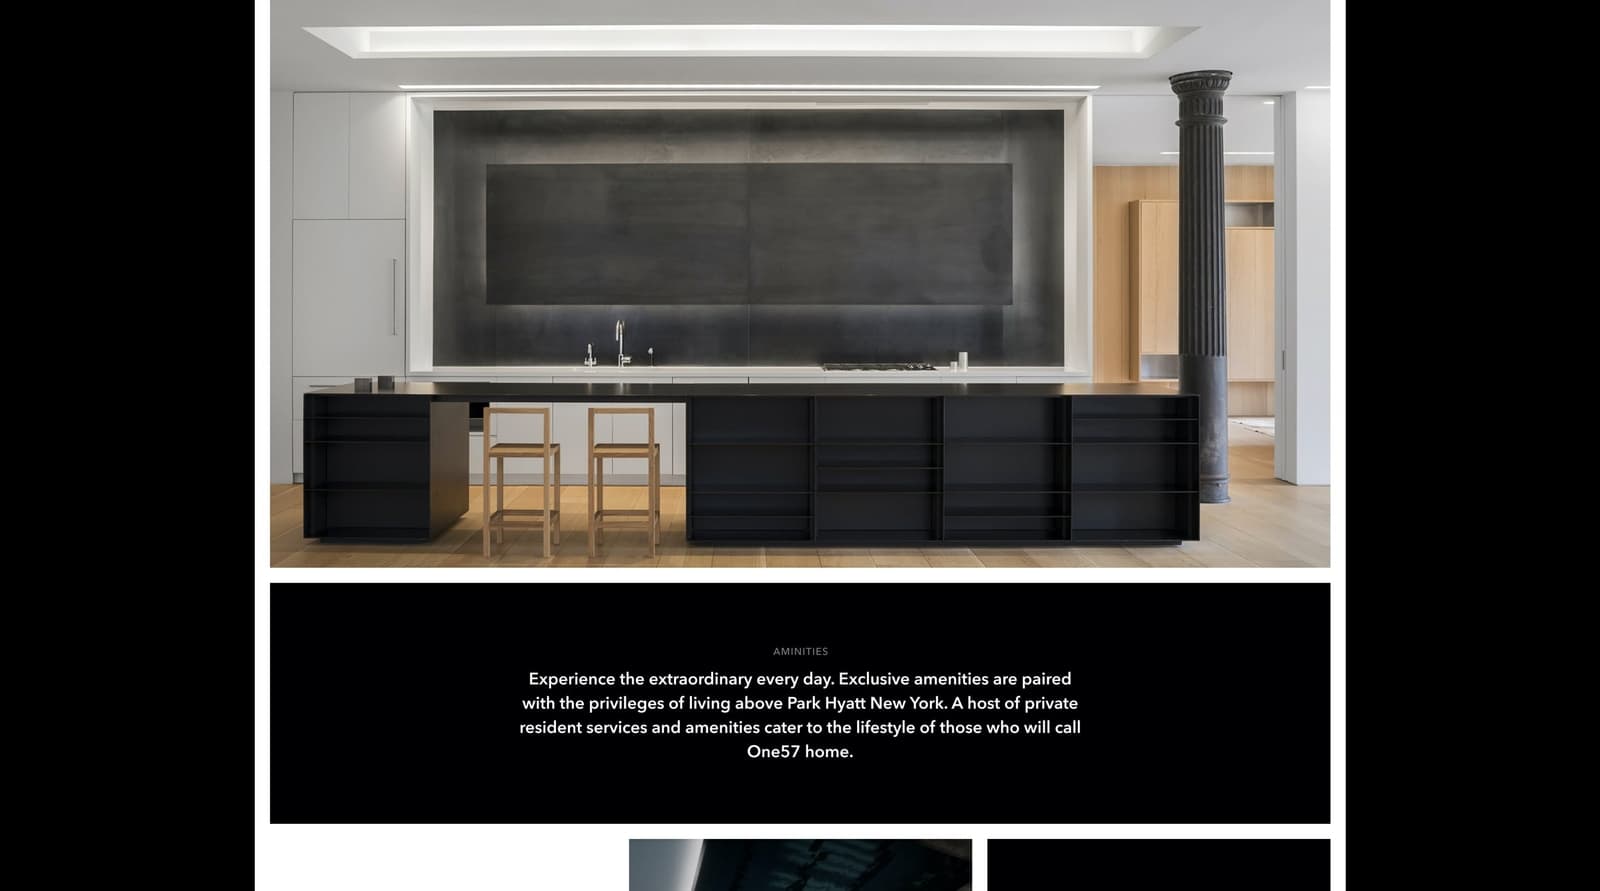 AMINITIES
Experience the extraordinary every day. Exclusive amenities are paired
with the privileges of living above Park Hyatt New York. A host of private
resident services and amenities cater to the lifestyle of those who will call
One57 home.